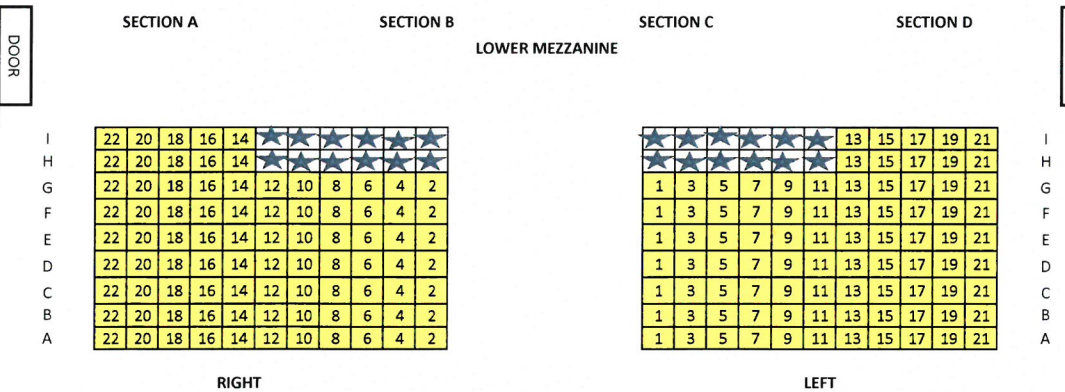 SECTION A SECTION B SECTION C SECTION D
DOOR
LOWER MEZZANINE
I 22 20 18 16 14 13 15 17 19 21 I
H 22 20 18 16 14 13 15 17 19 21 H
G 22 20 18 16 14 12 10 8 6 4 2 1 3 5 7 9 11 13 15 17 19 21 G
F 22 20 18 16 14 12 10 8 6 4 2 1 3 5 7 9 11 13 15 17 19 21 F
E 22 20 18 16 14 12 10 8 6 4 2 1 3 5 7 9 11 13 15 17 19 21 E
D 22 20 18 16 14 12 10 8 6 4 2 1 3 5 7 9 11 13 15 17 19 21 D
C 22 20 18 16 14 12 10 8 6 4 2 1 3 5 7 9 11 13 15 17 19 21 C
B 22 20 18 16 14 12 10 8 6 4 2 1 3 5 7 9 11 13 15 17 19 21 B
A 22 20 18 16 14 12 10 8 6 4 2 1 3 5 7 9 11 13 15 17 19 21 A
RIGHT LEFT